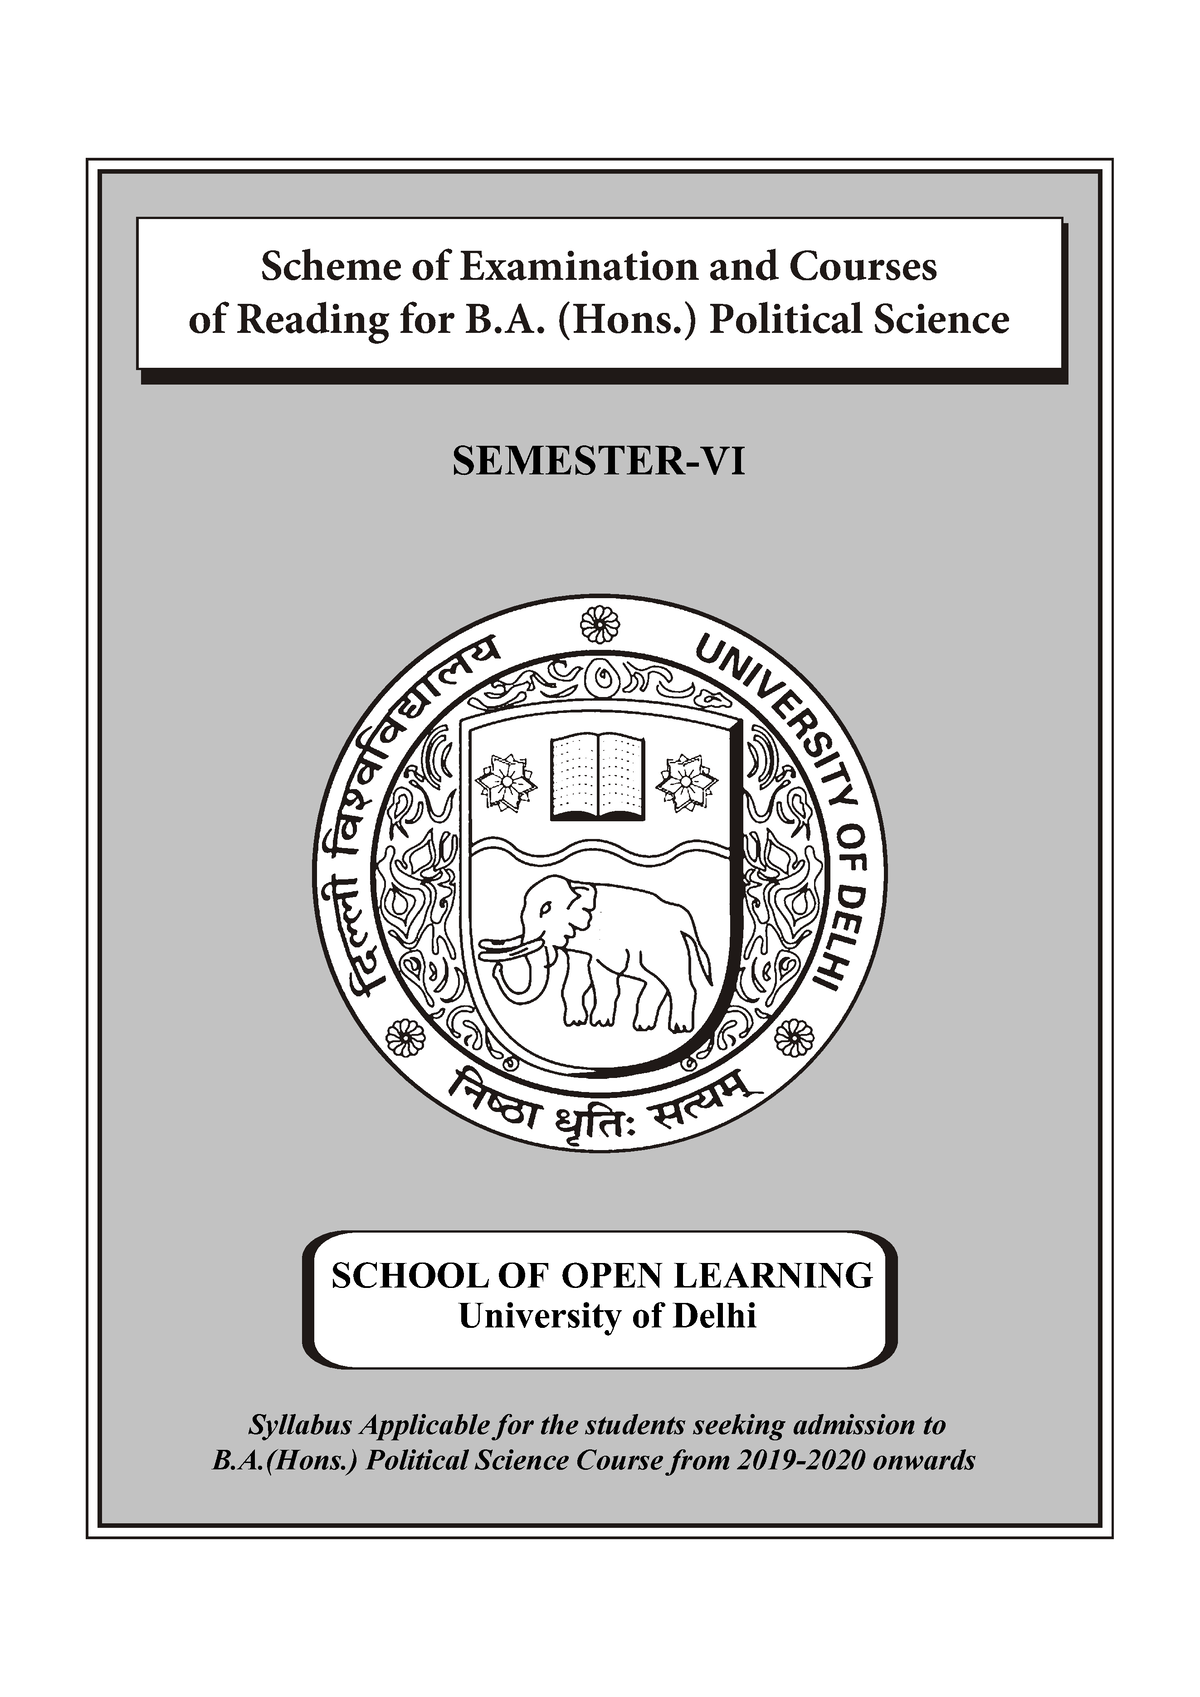 Scheme of Examination and Courses
of Reading for B.A. (Hons.) Political Science
SEMESTER-VI
दिल्ली विश्वविद्यालय
UNIVERSITY OF DELHI
निष्ठा धृतिः सत्यम्
SCHOOL OF OPEN LEARNING
University of Delhi
Syllabus Applicable for the students seeking admission to
B.A.(Hons.) Political Science Course from 2019-2020 onwards